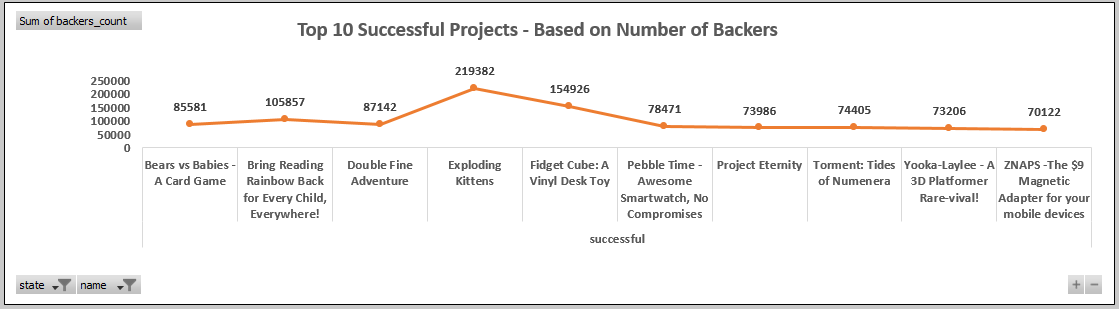 Sum of backers_count
Top 10 Successful Projects - Based on Number of Backers
250000
200000
150000
100000
50000
0
85581
105857
87142
219382
154926
78471
73986
74405
73206
70122
Bears vs Babies -
A Card Game
Bring Reading
Rainbow Back
for Every Child,
Everywhere!
Double Fine
Adventure
Exploding
Kittens
Fidget Cube: A
Vinyl Desk Toy
Pebble Time -
Awesome
Smartwatch, No
Compromises
Project Eternity
Torment: Tides
of Numenera
Yooka-Laylee - A
3D Platformer
Rare-vival!
ZNAPS -The $9
Magnetic
Adapter for your
mobile devices
successful
state
name
+ −